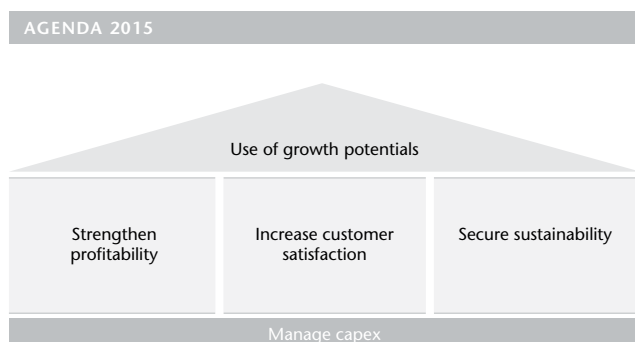 AGENDA 2015
Use of growth potentials
Strengthen
profitability
Increase customer
satisfaction
Secure sustainability
Manage capex